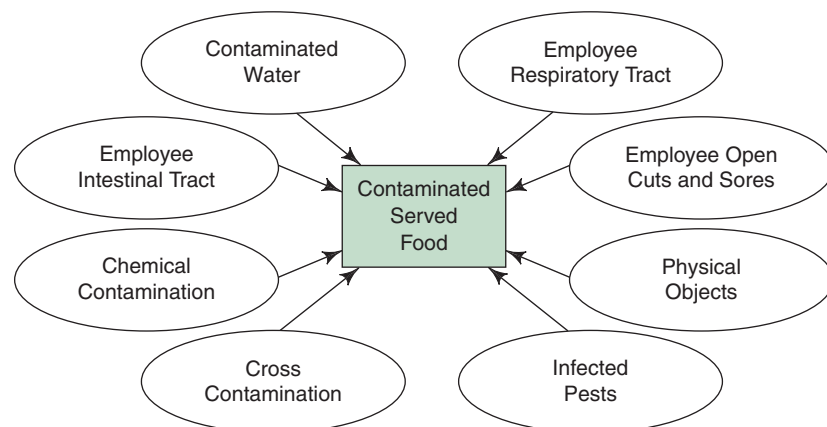 Contaminated
Water
Employee
Respiratory Tract
Employee
Intestinal Tract
Contaminated
Served
Food
Employee Open
Cuts and Sores
Chemical
Contamination
Physical
Objects
Cross
Contamination
Infected
Pests